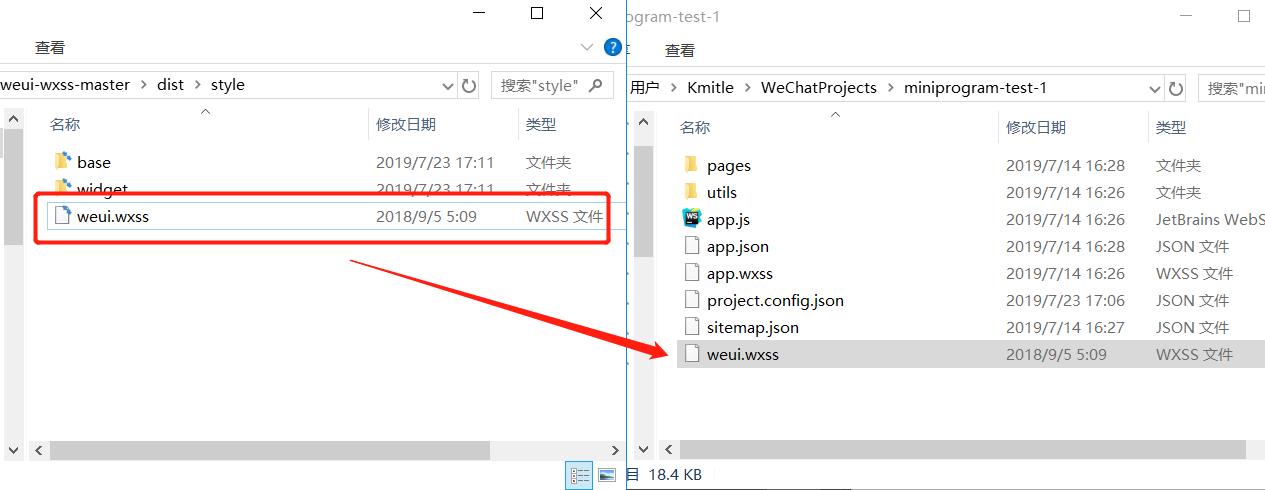 查看
?
weui-wxss-master > dist > style
搜索"style"
名称 修改日期 类型
base 2019/7/23 17:11 文件夹
widget 2019/7/23 17:11 文件夹
weui.wxss 2018/9/5 5:09 WXSS 文件
ogram-test-1
查看
用户 > Kmitle > WeChatProjects > miniprogram-test-1
搜索"mi
名称 修改日期 类型
pages 2019/7/14 16:28 文件夹
utils 2019/7/14 16:26 文件夹
WS app.js 2019/7/14 16:26 JetBrains WebS
app.json 2019/7/14 16:28 JSON 文件
app.wxss 2019/7/14 16:26 WXSS 文件
project.config.json 2019/7/23 17:06 JSON 文件
sitemap.json 2019/7/14 16:27 JSON 文件
weui.wxss 2018/9/5 5:09 WXSS 文件
目 18.4 KB